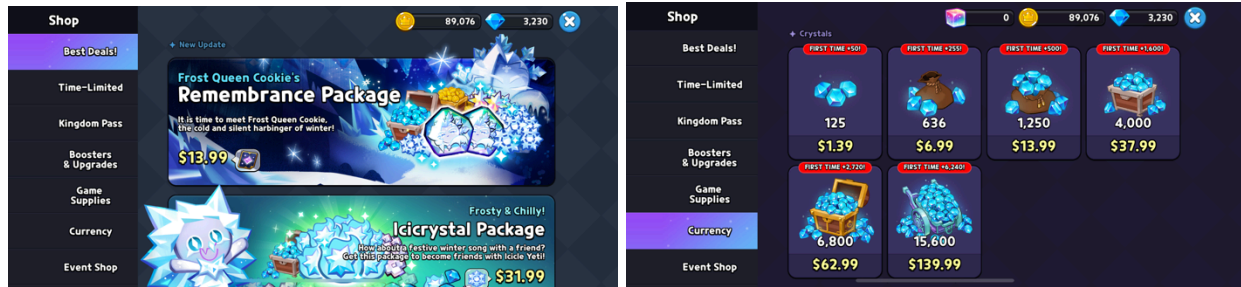 Shop
89,076
3,230
Best Deals!
Time-Limited
Kingdom Pass
Boosters
& Upgrades
Game
Supplies
Currency
Event Shop
New Update
Frost Queen Cookie's
Remembrance Package
It is time to meet Frost Queen Cookie,
the cold and silent harbinger of winter!
$13.99
Frosty & Chilly!
Icicrystal Package
How about a festive winter song with a friend?
Get this package to become friends with Icicle Yeti!
$31.99
Shop
0
89,076
3,230
Best Deals!
Time-Limited
Kingdom Pass
Boosters
& Upgrades
Game
Supplies
Currency
Event Shop
Crystals
FIRST TIME +50!
125
$1.39
FIRST TIME +255!
636
$6.99
FIRST TIME +500!
1,250
$13.99
FIRST TIME +1,600!
4,000
$37.99
FIRST TIME +2,720!
6,800
$62.99
FIRST TIME +6,240!
15,600
$139.99